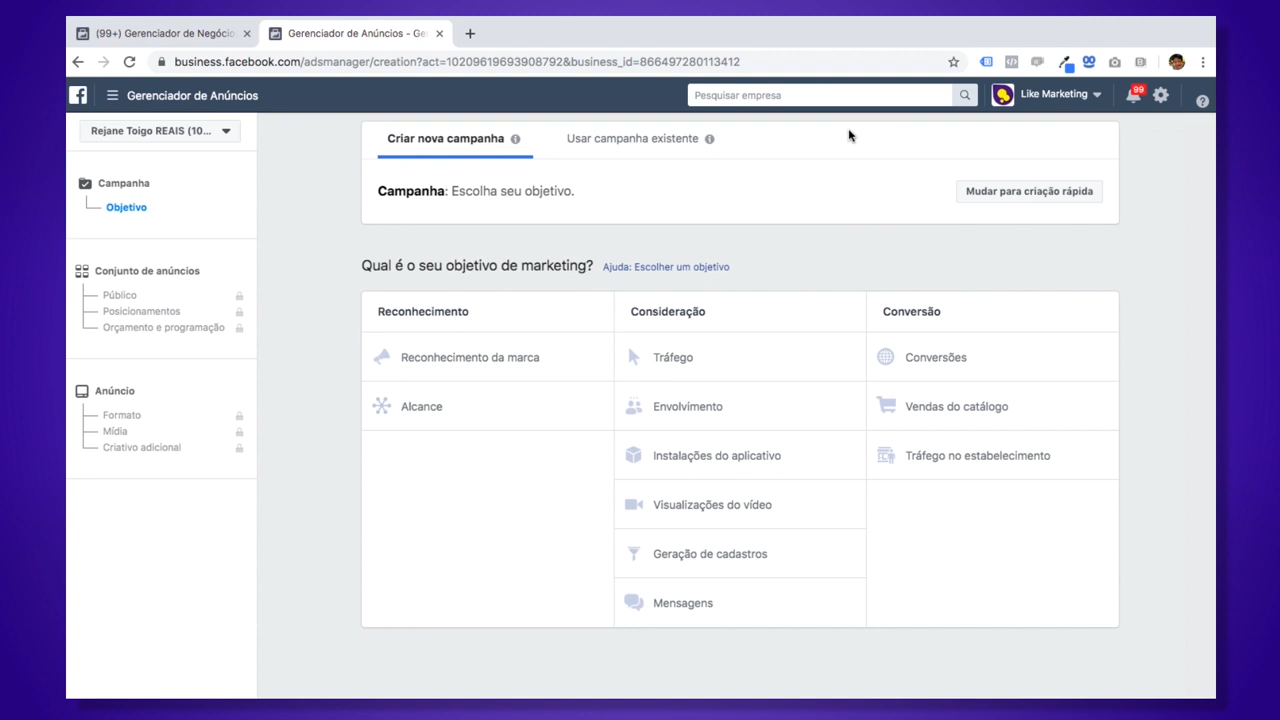 (99+) Gerenciador de Negócio
Gerenciador de Anúncios - Ge
business.facebook.com/adsmanager/creation?act=10209619693908792&business_id=866497280113412
Gerenciador de Anúncios
Pesquisar empresa
Like Marketing
99
Rejane Toigo REAIS (10...
Criar nova campanha
Usar campanha existente
Campanha: Escolha seu objetivo.
Mudar para criação rápida
Campanha
Objetivo
Conjunto de anúncios
Público
Posicionamentos
Orçamento e programação
Anúncio
Formato
Mídia
Criativo adicional
Qual é o seu objetivo de marketing? Ajuda: Escolher um objetivo
Reconhecimento
Consideração
Conversão
Reconhecimento da marca
Tráfego
Conversões
Alcance
Envolvimento
Vendas do catálogo
Instalações do aplicativo
Tráfego no estabelecimento
Visualizações do vídeo
Geração de cadastros
Mensagens